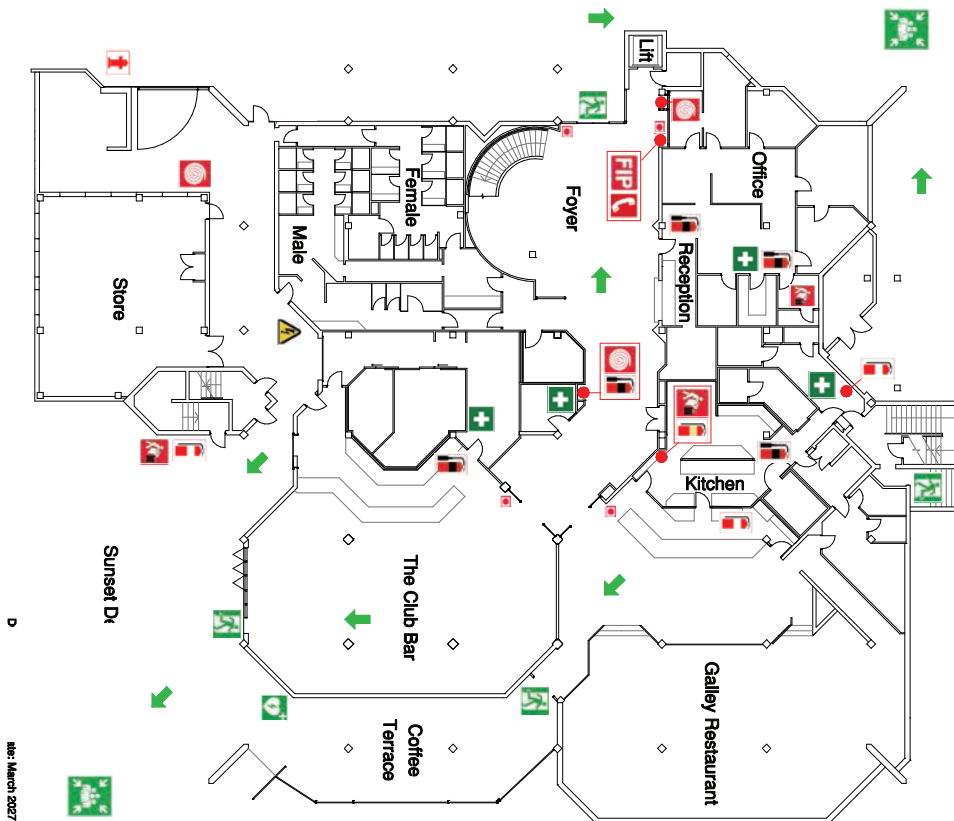 Lift
Office
FIP
Female
Foyer
Male
Reception
Store
Kitchen
The Club Bar
Sunset
D
Galley Restaurant
Coffee
Terrace
March 2027